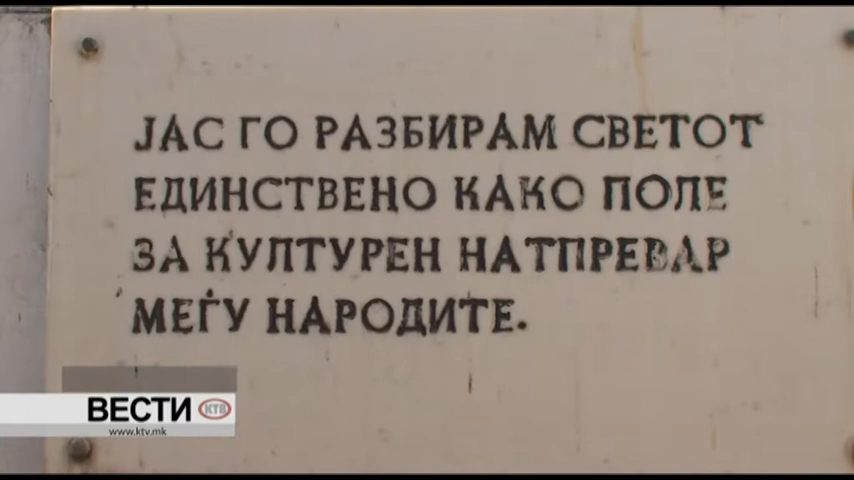 ЈАС ГО РАЗБИРАМ СВЕТОТ
ЕДИНСТВЕНО КАКО ПОЛЕ
ЗА КУЛТУРЕН НАТПРЕВАР
МЕЃУ НАРОДИТЕ.
ВЕСТИ КТВ
www.ktv.mk